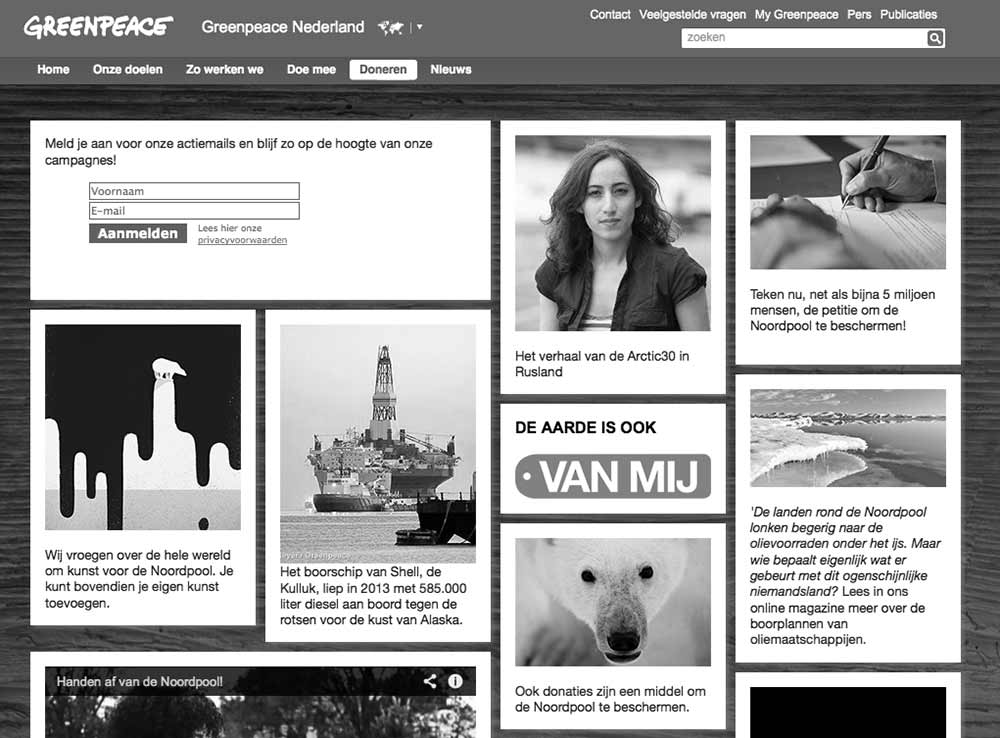 GREENPEACE
Greenpeace Nederland
Contact Veelgestelde vragen My Greenpeace Pers Publicaties
zoeken
Home Onze doelen Zo werken we Doe mee Doneren Nieuws
Meld je aan voor onze actiemails en blijf zo op de hoogte van onze
campagnes!
Voornaam
E-mail
Aanmelden
Lees hier onze
privacyvoorwaarden
Wij vroegen over de hele wereld
om kunst voor de Noordpool. Je
kunt bovendien je eigen kunst
toevoegen.
Het boorschip van Shell, de
Kulluk, liep in 2013 met 585.000
liter diesel aan boord tegen de
rotsen voor de kust van Alaska.
Handen af van de Noordpool!
Het verhaal van de Arctic30 in
Rusland
DE AARDE IS OOK
VAN MIJ
Ook donaties zijn een middel om
de Noordpool te beschermen.
Teken nu, net als bijna 5 miljoen
mensen, de petitie om de
Noordpool te beschermen!
'De landen rond de Noordpool
lonken begerig naar de
olievoorraden onder het ijs. Maar
wie bepaalt eigenlijk wat er
gebeurt met dit ogenschijnlijke
niemandsland? Lees in ons
online magazine meer over de
boorplannen van
oliemaatschappijen.